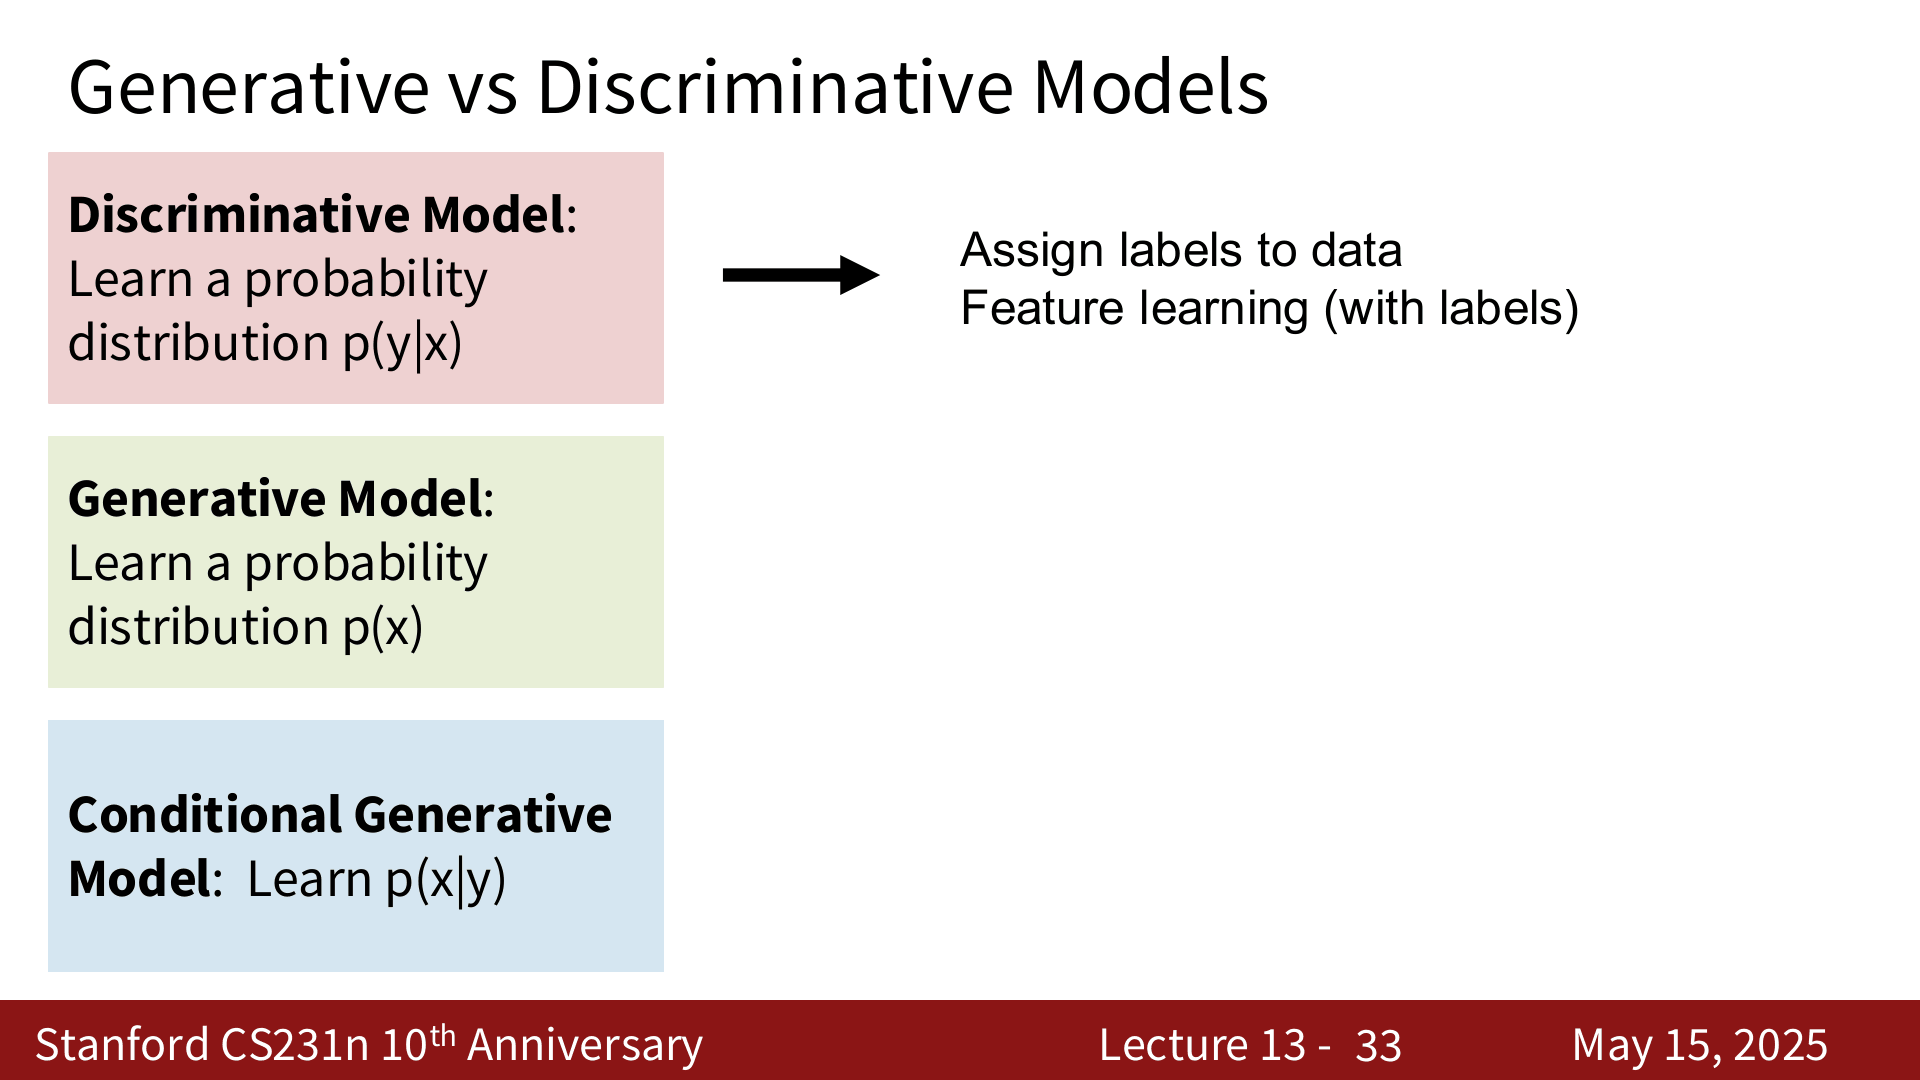 Generative vs Discriminative Models
Discriminative Model:
Learn a probability
distribution p(y|x)
Assign labels to data
Feature learning (with labels)
Generative Model:
Learn a probability
distribution p(x)
Conditional Generative
Model: Learn p(x|y)
Stanford CS231n 10th Anniversary
Lecture 13 - 33
May 15, 2025